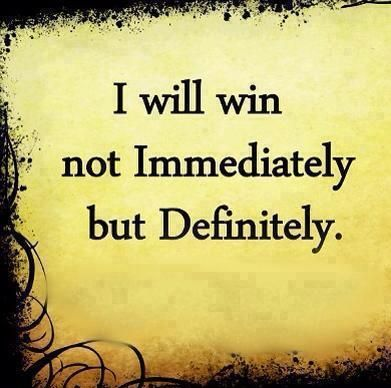 I will win
not Immediately
but Definitely.